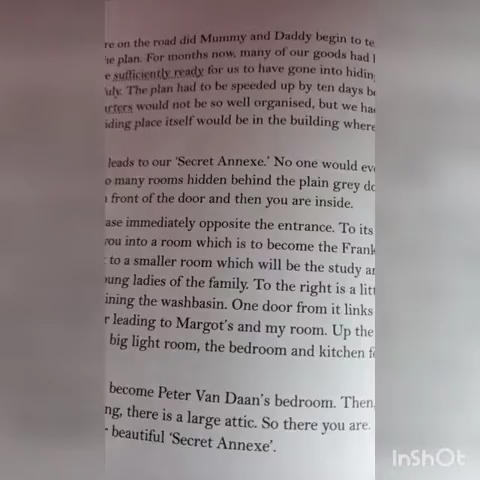 re on the road did Mummy and Daddy begin to te
e plan. For months now, many of our goods had
e sufficiently ready for us to have gone into hidin
uly. The plan had to be speeded up by ten days b
arters would not be so well organised, but we ha
iding place itself would be in the building where
leads to our 'Secret Annexe.' No one would ev
o many rooms hidden behind the plain grey do
front of the door and then you are inside.
ase immediately opposite the entrance. To its
you into a room which is to become the Frank
to a smaller room which will be the study a
oung ladies of the family. To the right is a lit
ining the washbasin. One door from it links
r leading to Margot's and my room. Up the
big light room, the bedroom and kitchen f
become Peter Van Daan's bedroom. Then,
ng, there is a large attic. So there you are.
beautiful 'Secret Annexe'.
InShOt